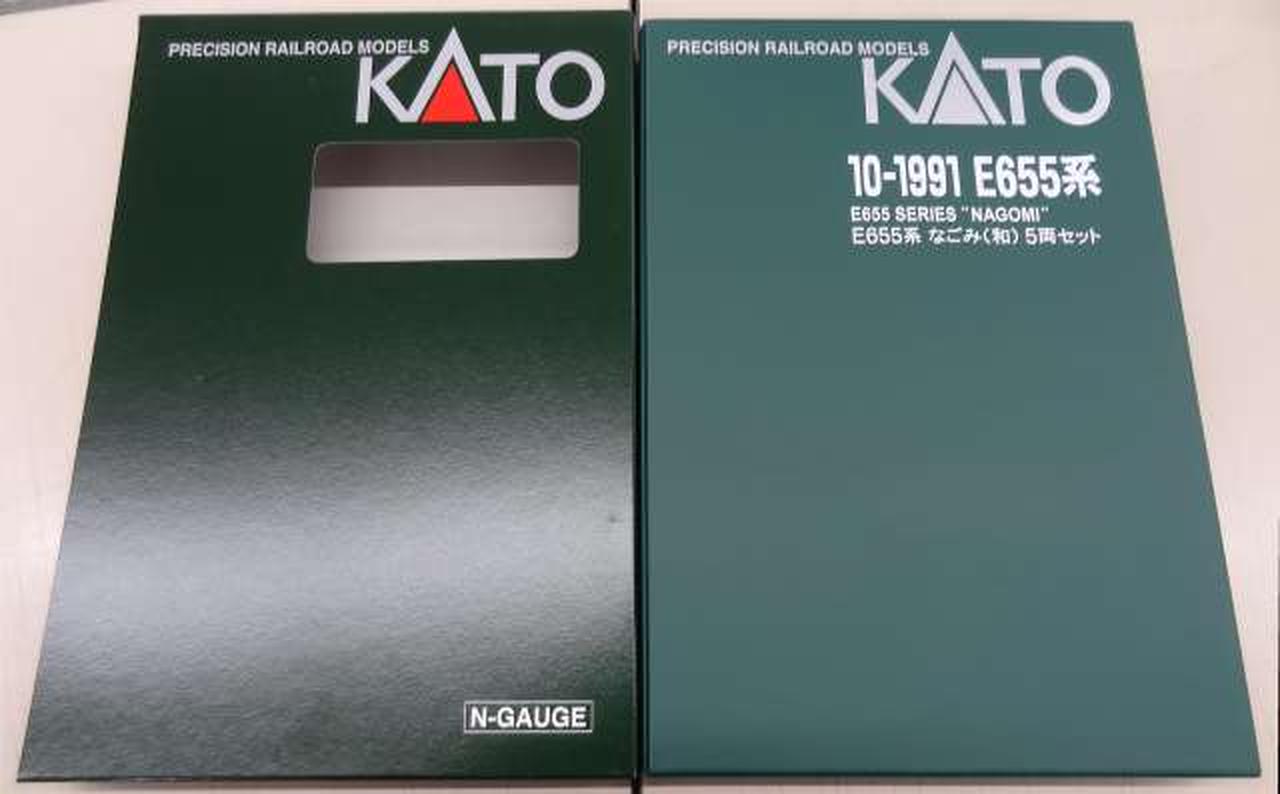 PRECISION RAILROAD MODELS
KATO
N-GAUGE
PRECISION RAILROAD MODELS
KATO
10-1991 E655系
E655 SERIES "NAGOMI"
E655系 なごみ(和) 5両セット